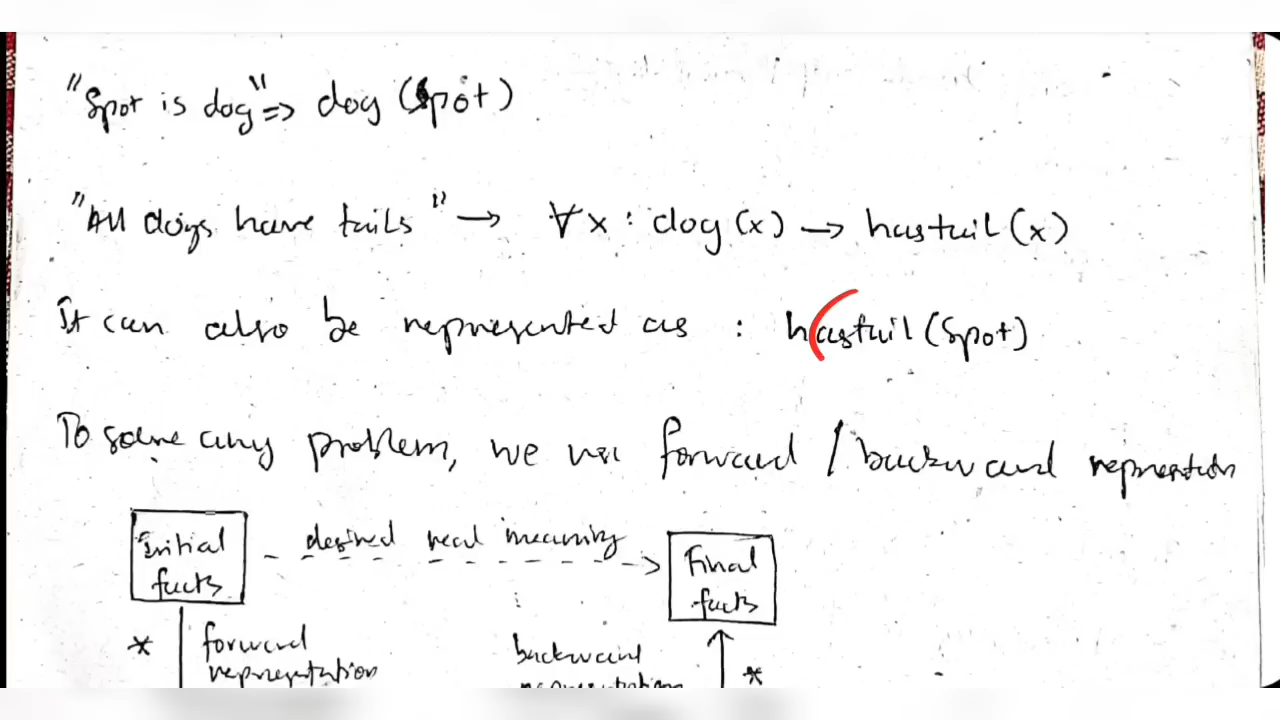 "Spot is dog" => dog (Spot)
"All dogs have tails" → ∀x : dog (x) → hastail (x)
It can also be represented as : hastail (Spot)
To solve any problem, we use forward / backward representation
Initial facts
desired real meaning
Final facts
* forward representation
backward representation *